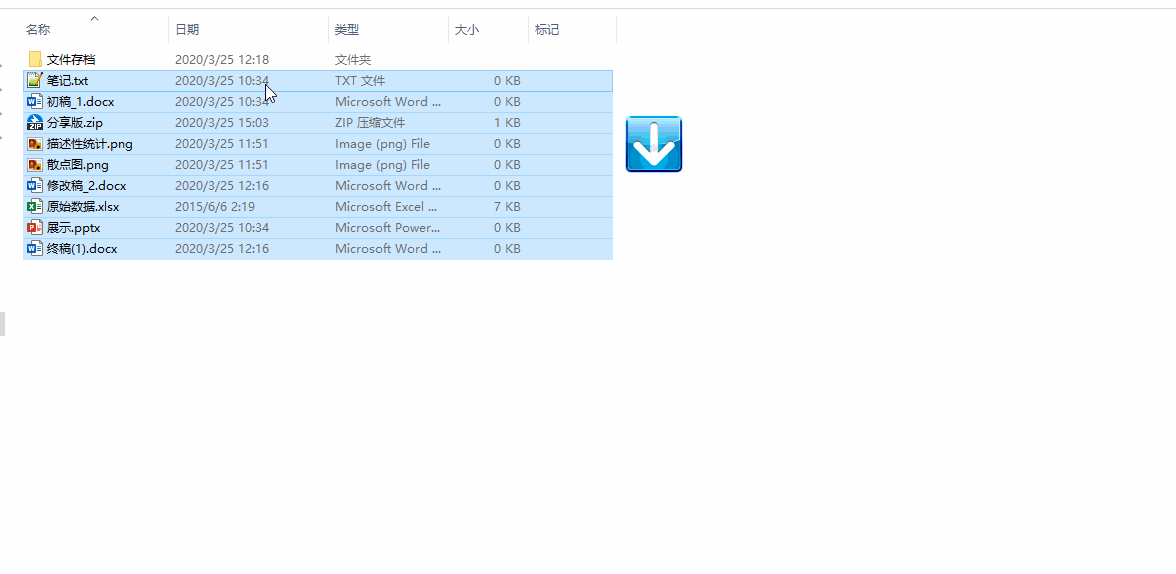 名称 日期 类型 大小 标记
文件存档 2020/3/25 12:18 文件夹
笔记.txt 2020/3/25 10:34 TXT 文件 0 KB
初稿_1.docx 2020/3/25 10:34 Microsoft Word ... 0 KB
分享版.zip 2020/3/25 15:03 ZIP 压缩文件 1 KB
描述性统计.png 2020/3/25 11:51 Image (png) File 0 KB
散点图.png 2020/3/25 11:51 Image (png) File 0 KB
修改稿_2.docx 2020/3/25 12:16 Microsoft Word ... 0 KB
原始数据.xlsx 2015/6/6 2:19 Microsoft Excel ... 7 KB
展示.pptx 2020/3/25 10:34 Microsoft Power... 0 KB
终稿(1).docx 2020/3/25 12:16 Microsoft Word ... 0 KB